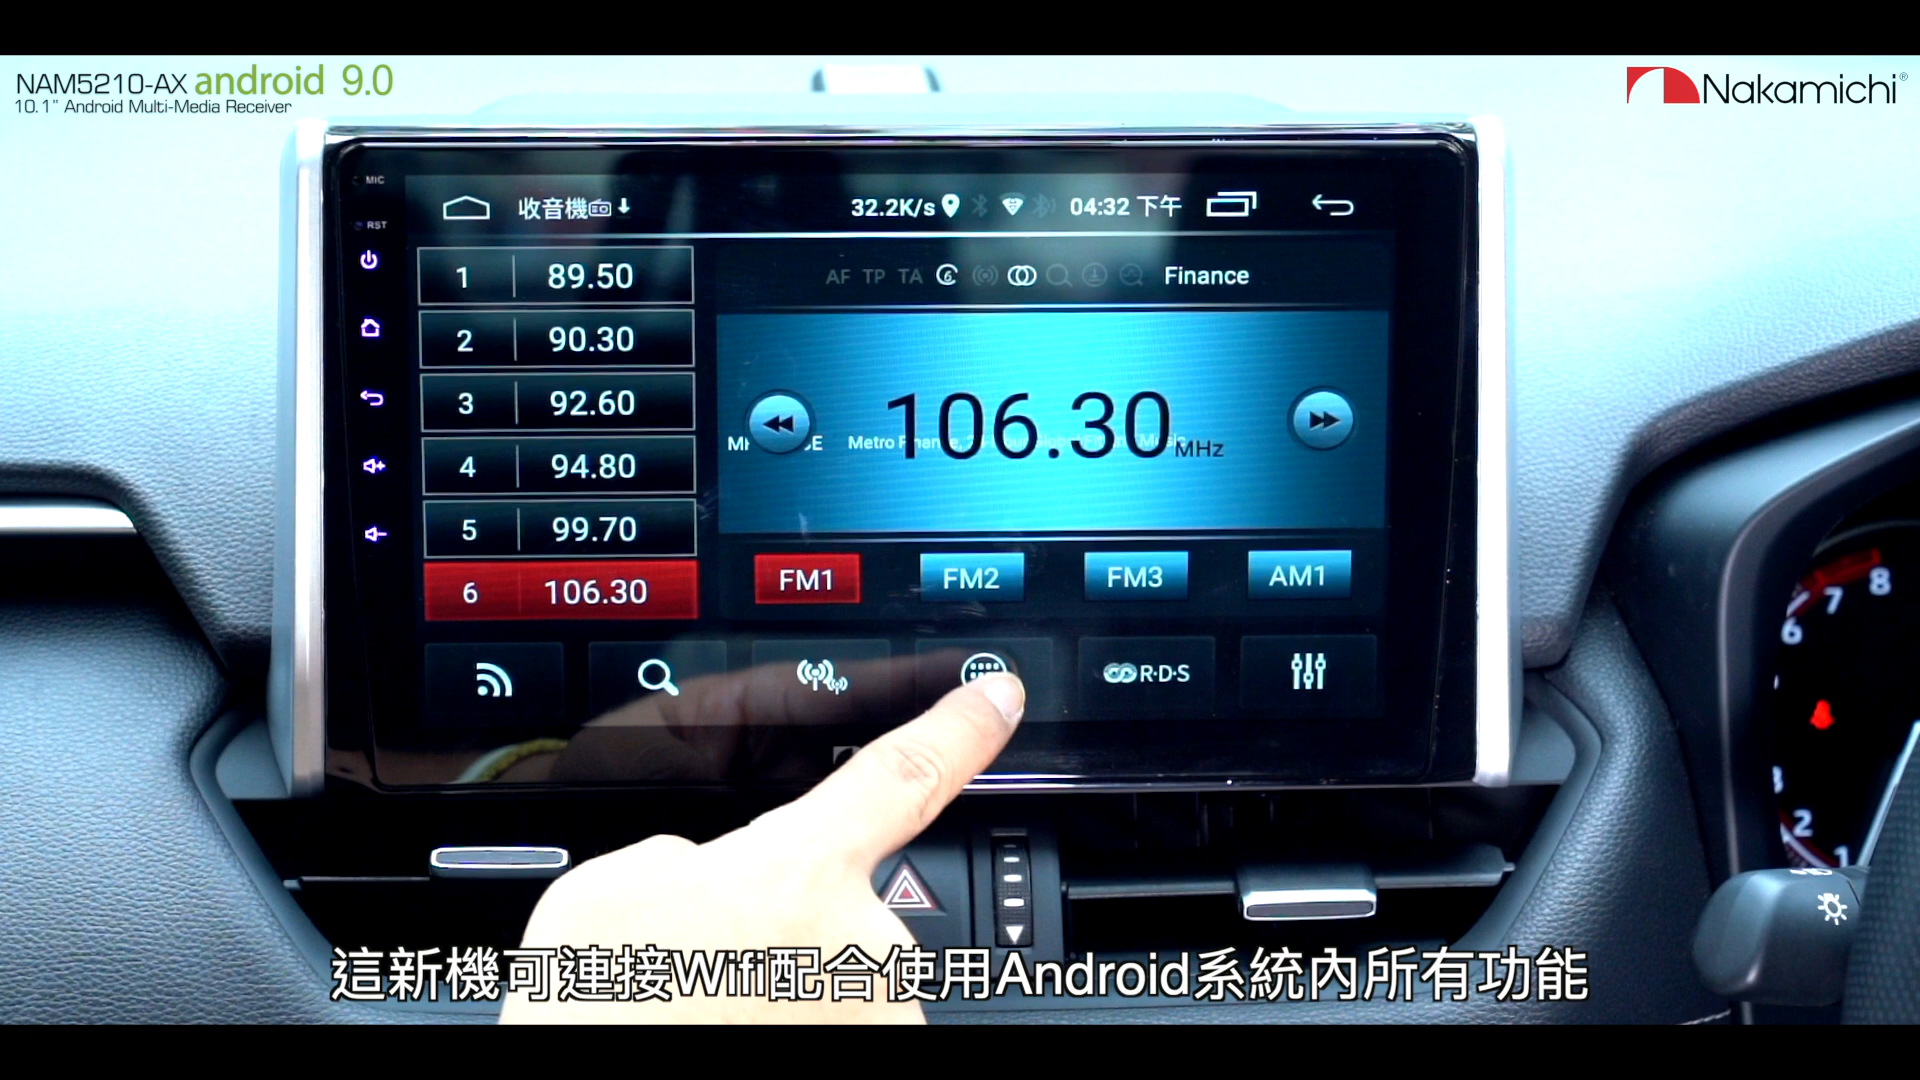 NAM5210-AX android 9.0
10.1" Android Multi-Media Receiver
Nakamichi®
MIC
RST
收音機
32.2K/s
04:32 下午
1 89.50
2 90.30
3 92.60
4 94.80
5 99.70
6 106.30
AF TP TA
Finance
Metro Finance,
106.30 MHz
FM1
FM2
FM3
AM1
R·D·S
8
7
6
2
1
這新機可連接Wifi配合使用Android系統內所有功能